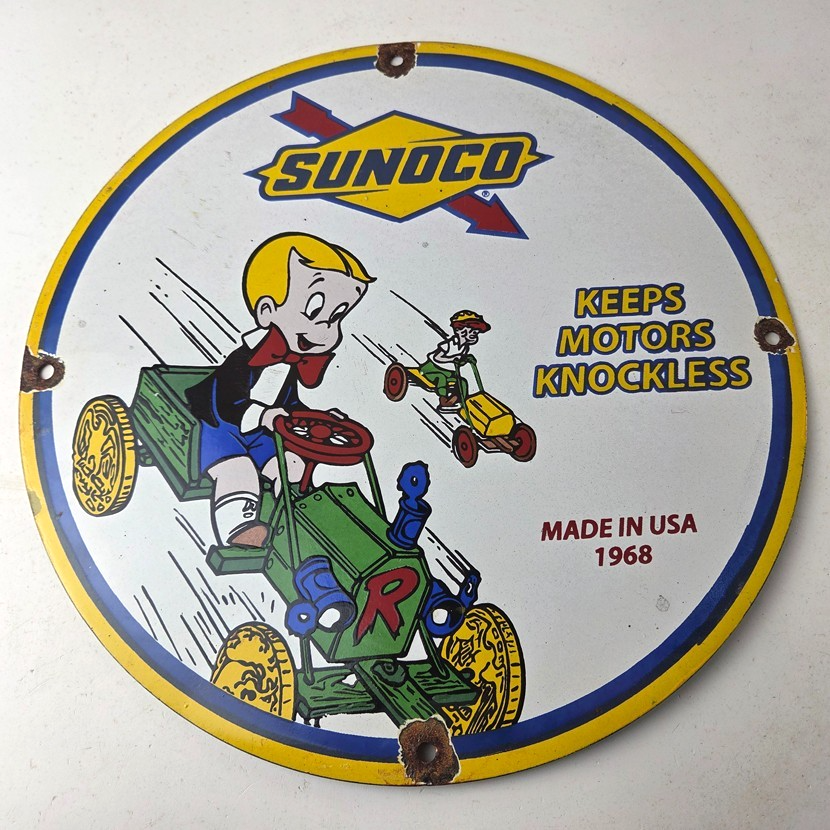 SUNOCO
®
KEEPS
MOTORS
KNOCKLESS
MADE IN USA
1968
R